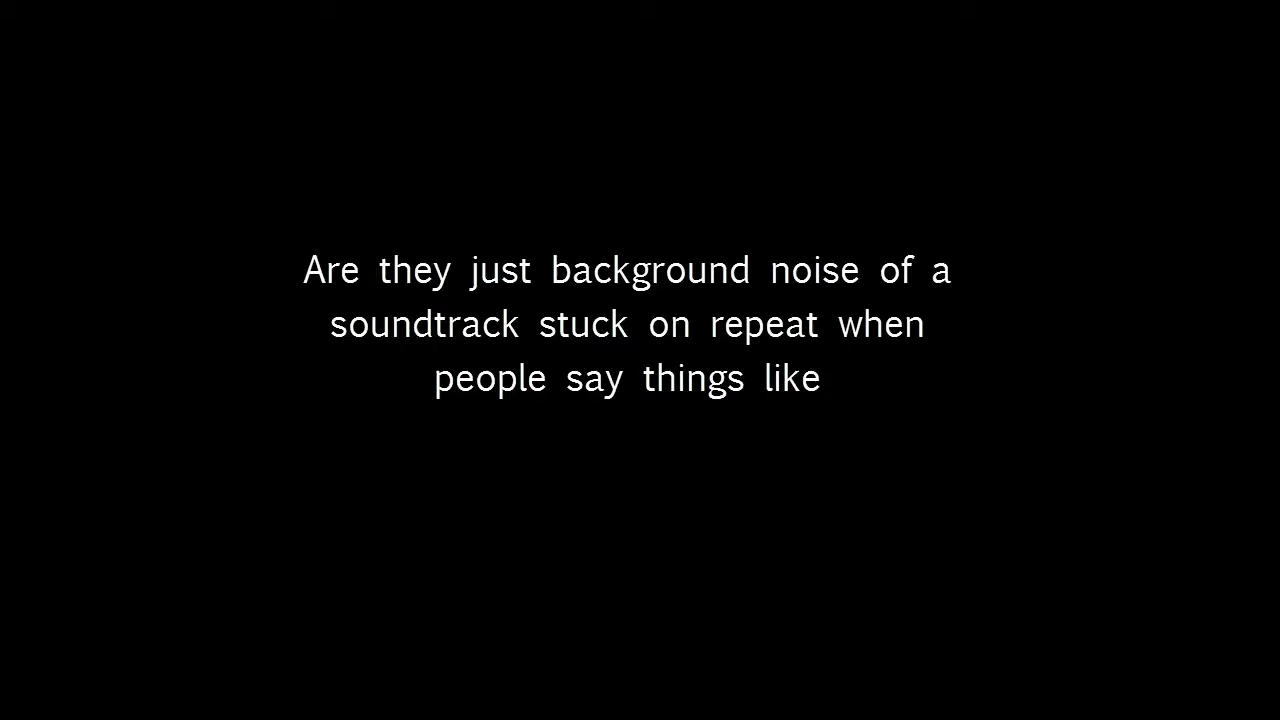 Are they just background noise of a
soundtrack stuck on repeat when
people say things like